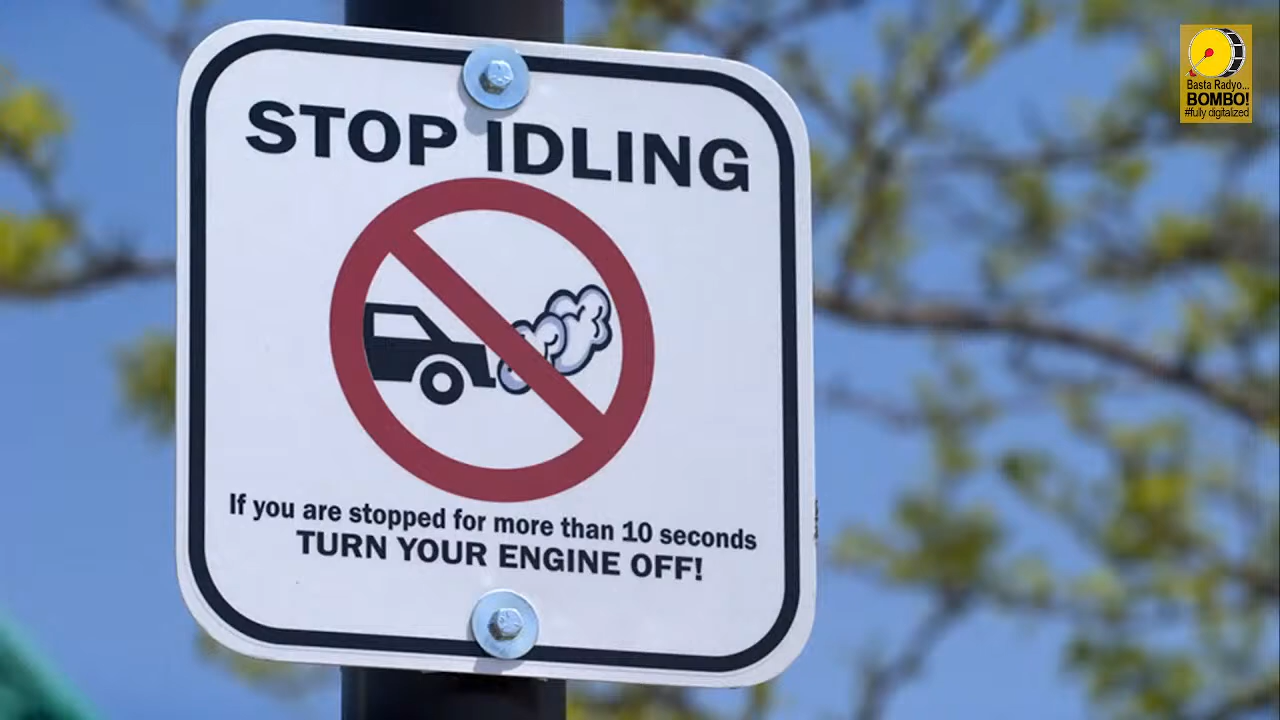 STOP IDLING
If you are stopped for more than 10 seconds
TURN YOUR ENGINE OFF!
Basta Radyo...
BOMBO!
#fully digitalized